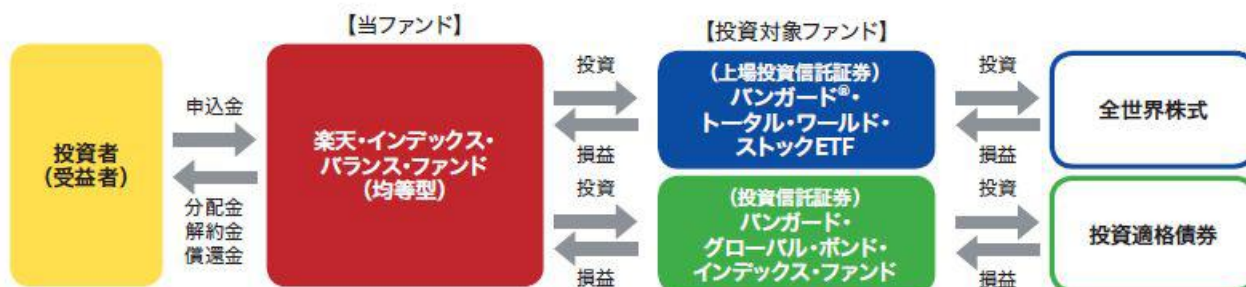 【当ファンド】
【投資対象ファンド】
投資者
(受益者)
申込金
分配金
解約金
償還金
楽天・インデックス・
バランス・ファンド
(均等型)
投資
損益
投資
損益
(上場投資信託証券)
バンガード®・
トータル・ワールド・
ストックETF
(投資信託証券)
バンガード・
グローバル・ボンド・
インデックス・ファンド
投資
損益
投資
損益
全世界株式
投資適格債券